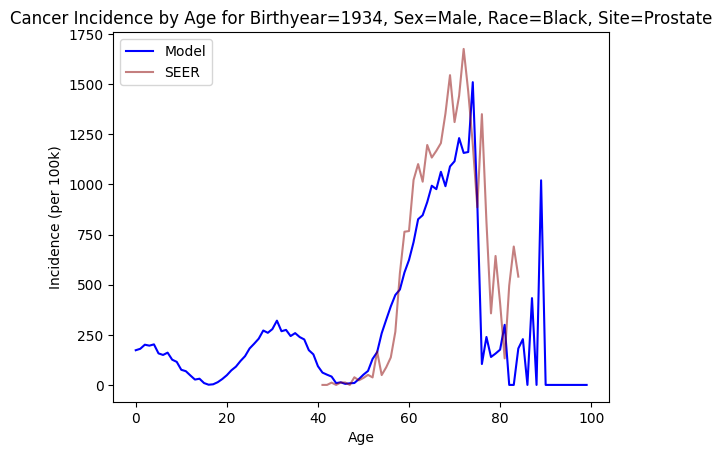 Cancer Incidence by Age for Birthyear=1934, Sex=Male, Race=Black, Site=Prostate
1750
1500
1250
1000
750
500
250
0
Incidence (per 100k)
Model
SEER
0 20 40 60 80 100
Age